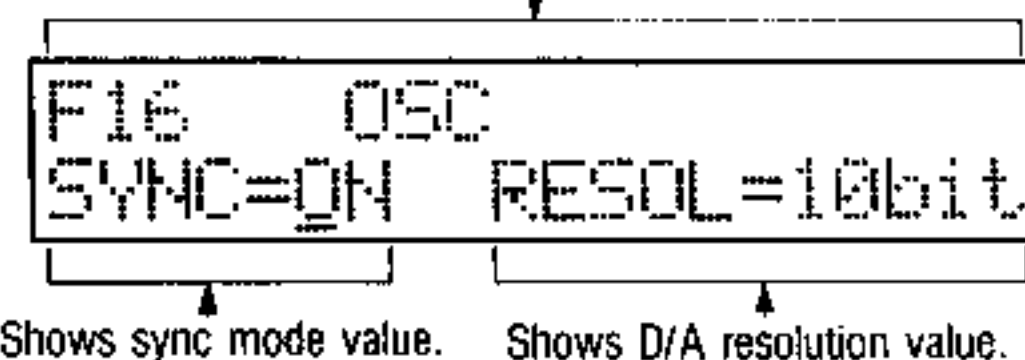 F16 OSC
SYNC=ON RESOL=10bit
Shows sync mode value. Shows D/A resolution value.